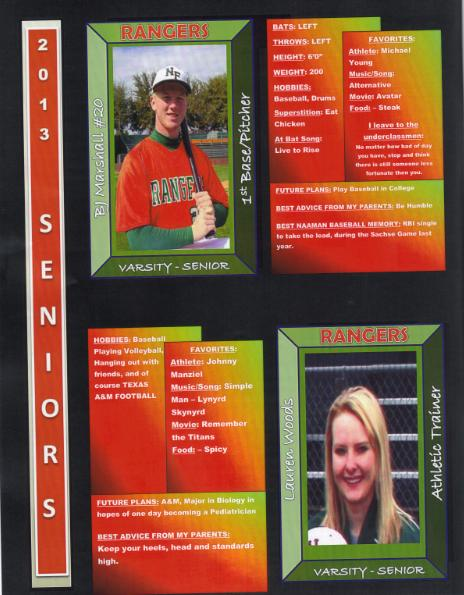 2013 SENIORS
RANGERS
BJ Marshall #20
NF
RANGE
1st Base/Pitcher
VARSITY - SENIOR
BATS: LEFT
THROWS: LEFT
HEIGHT: 6'0"
WEIGHT: 200
HOBBIES:
Baseball, Drums
Superstition: Eat
Chicken
At Bat Song:
Live to Rise
FAVORITES:
Athlete: Michael
Young
Music/Song:
Alternative
Movie: Avatar
Food: – Steak
I leave to the
underclassmen:
No matter how bad of day
you have, stop and think
there is still someone less
fortunate then you.
FUTURE PLANS: Play Baseball in College
BEST ADVICE FROM MY PARENTS: Be Humble
BEST NAAMAN BASEBALL MEMORY: RBI single
to take the lead, during the Sachse Game last
year.
HOBBIES: Baseball
Playing Volleyball,
Hanging out with
friends, and of
course TEXAS
A&M FOOTBALL
FAVORITES:
Athlete: Johnny
Manziel
Music/Song: Simple
Man – Lynyrd
Skynyrd
Movie: Remember
the Titans
Food: – Spicy
FUTURE PLANS: A&M, Major in Biology in
hopes of one day becoming a Pediatrician
BEST ADVICE FROM MY PARENTS:
Keep your heels, head and standards
high.
RANGERS
Lauren Woods
Athletic Trainer
VARSITY - SENIOR